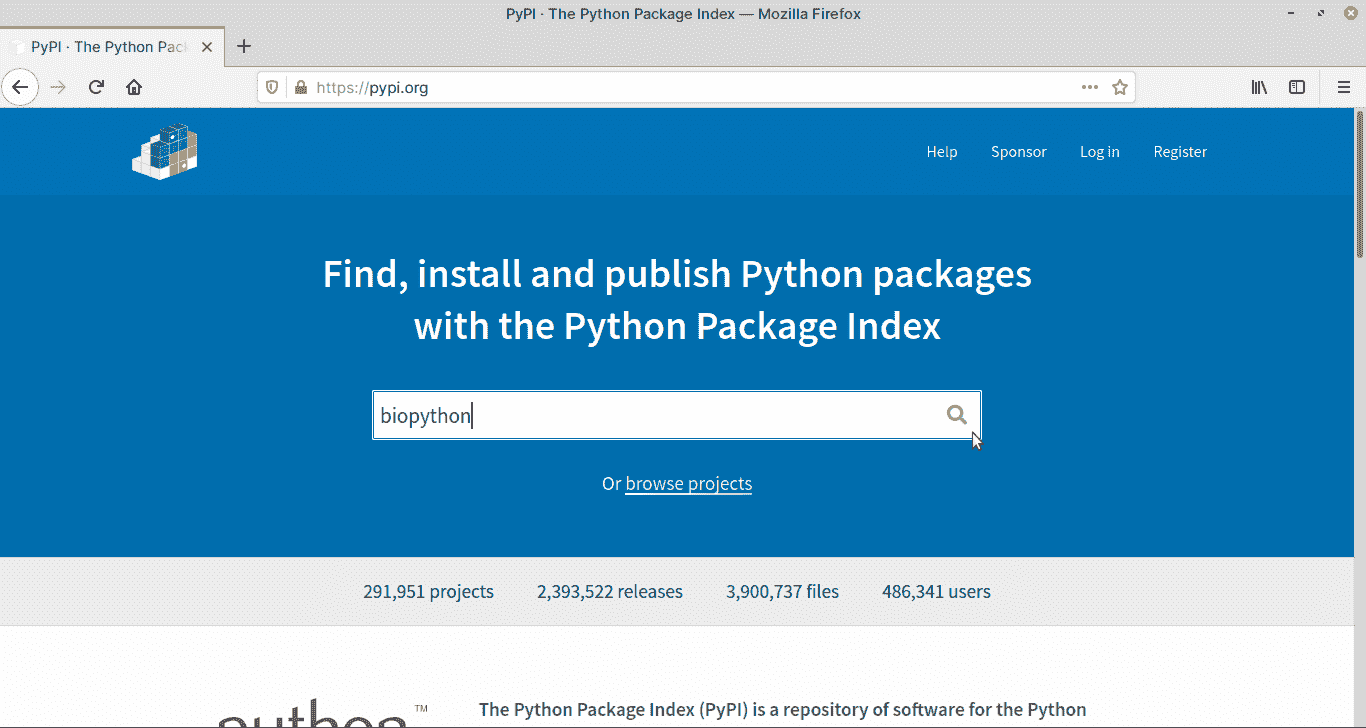 PyPI · The Python Package Index — Mozilla Firefox
PyPI · The Python Pack
https://pypi.org
Help Sponsor Log in Register
Find, install and publish Python packages
with the Python Package Index
biopython
Or browse projects
291,951 projects 2,393,522 releases 3,900,737 files 486,341 users
TM
The Python Package Index (PyPI) is a repository of software for the Python